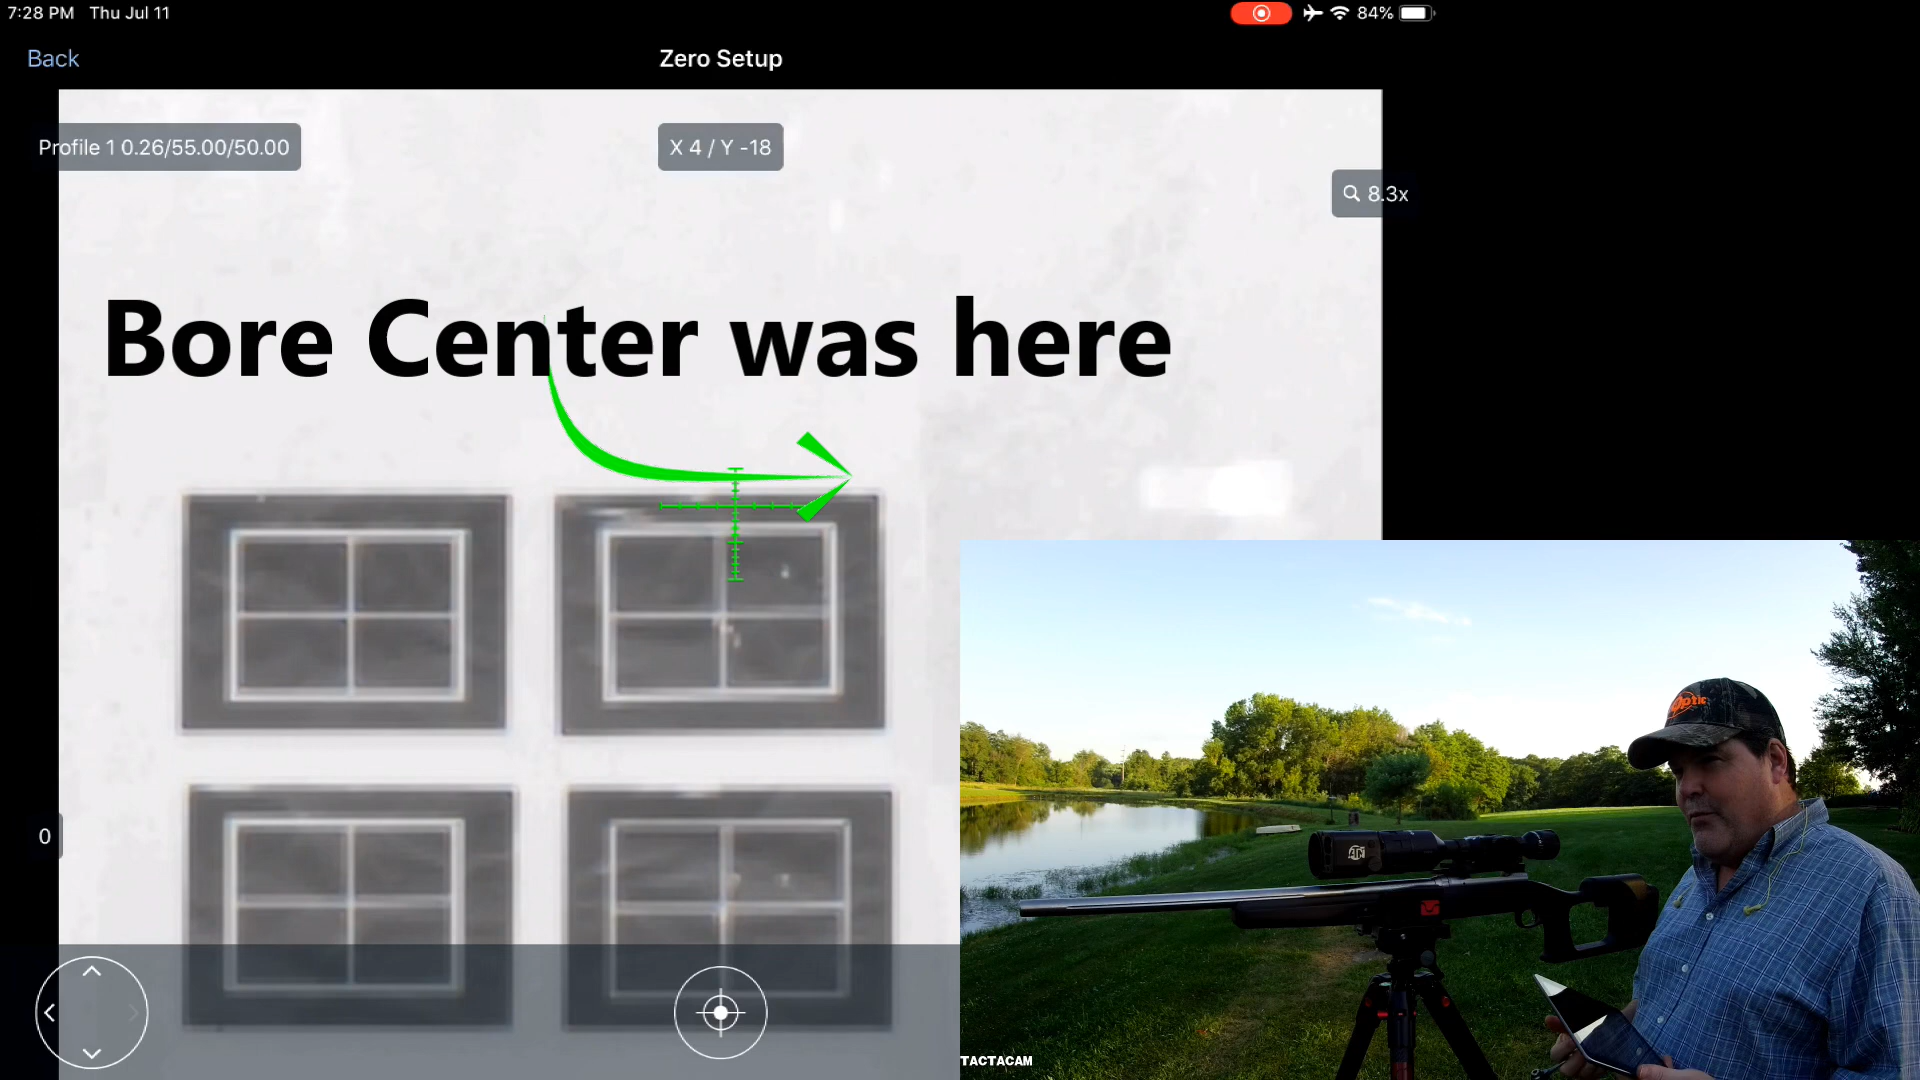 7:28 PM Thu Jul 11
84%
Back
Zero Setup
Profile 1 0.26/55.00/50.00
X 4 / Y -18
8.3x
Bore Center was here
0
ATN
TACTACAM